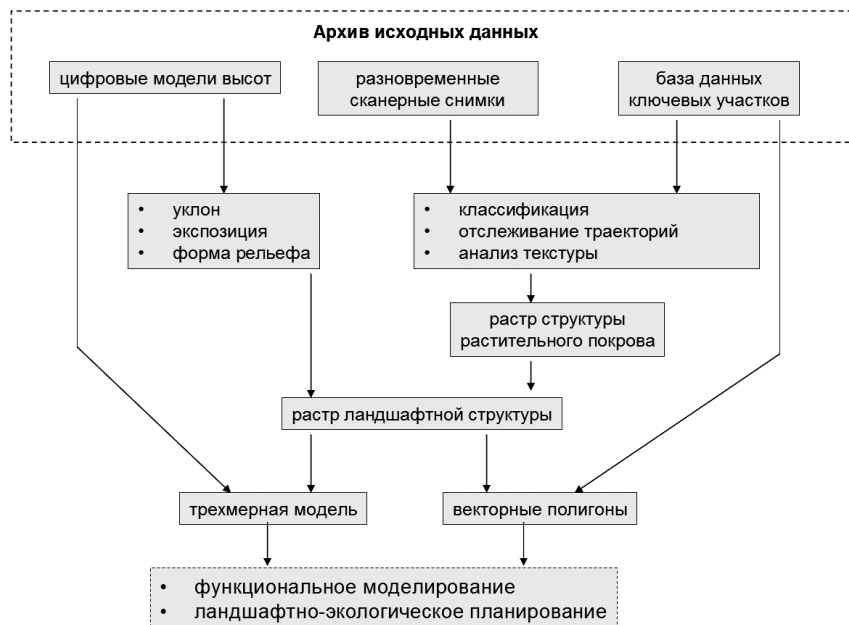 Архив исходных данных
цифровые модели высот
разновременные
сканерные снимки
база данных
ключевых участков
• уклон
• экспозиция
• форма рельефа
• классификация
• отслеживание траекторий
• анализ текстуры
растр структуры
растительного покрова
растр ландшафтной структуры
трехмерная модель
векторные полигоны
• функциональное моделирование
• ландшафтно-экологическое планирование